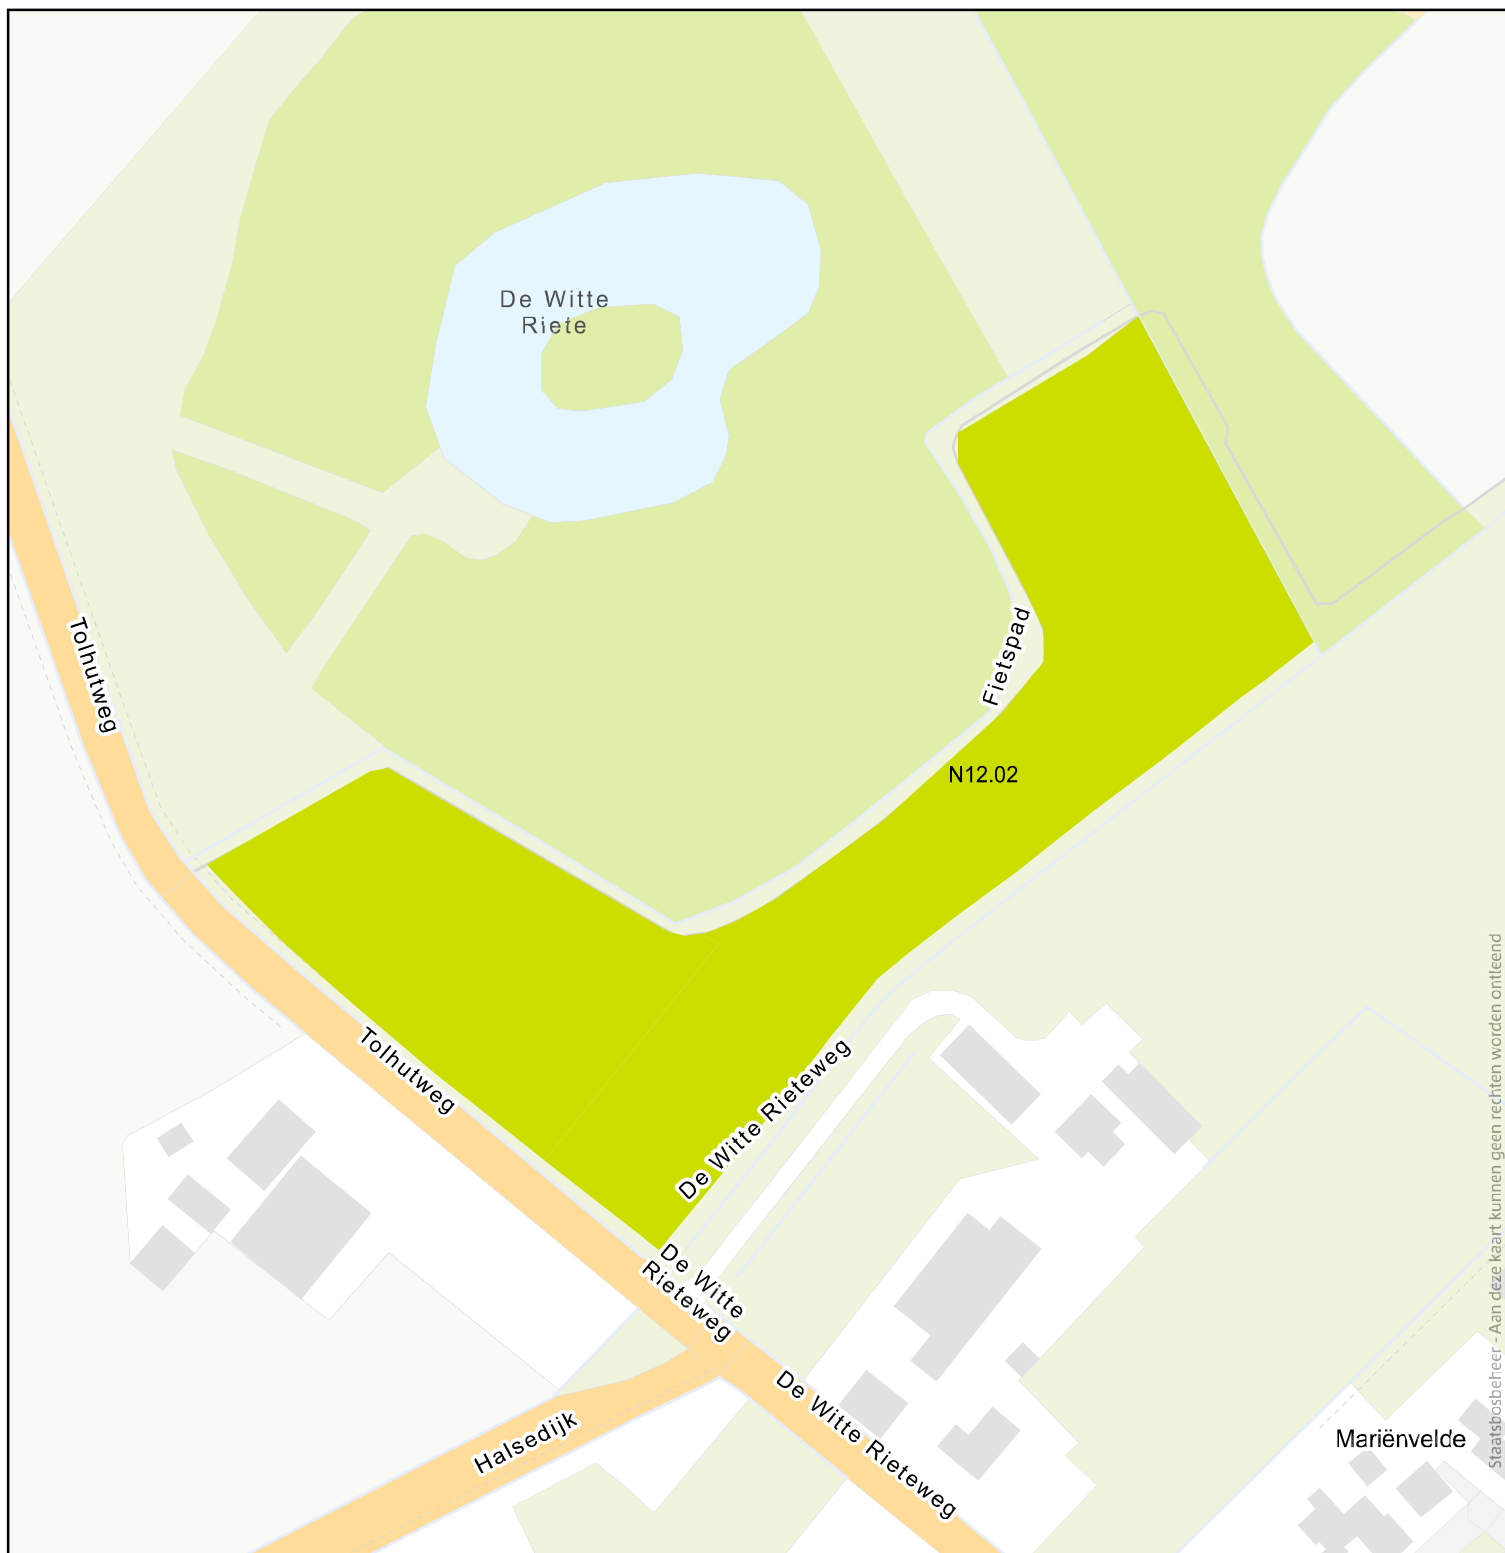 De Witte
Riete
Fietspad
Tolhutweg
N12.02
Tolhutweg
De Witte Rieteweg
De Witte
Rieteweg
De Witte Rieteweg
Halsedijk
Mariënvelde
Staatsbosbeheer - Aan deze kaart kunnen geen rechten worden ontleend